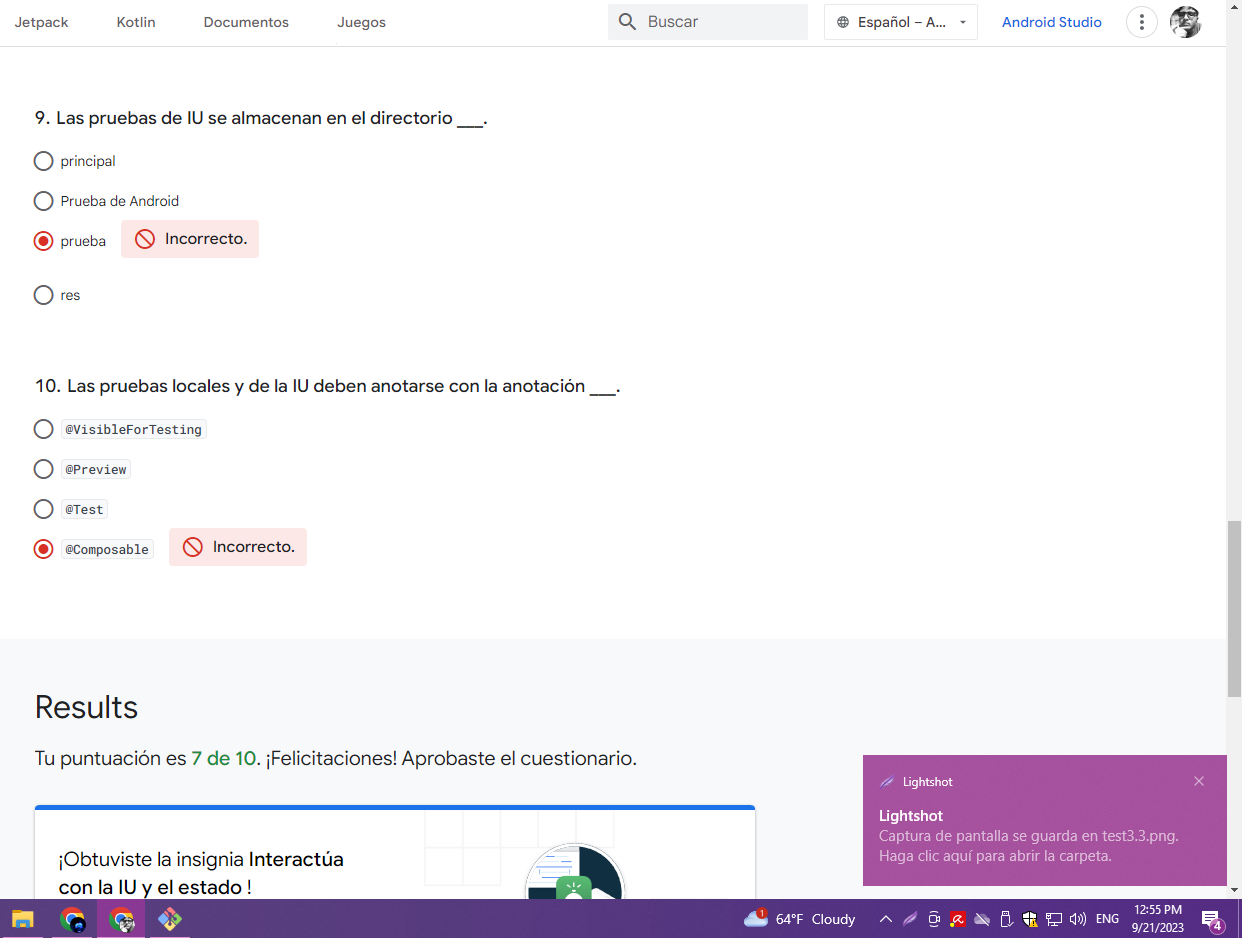 Jetpack Kotlin Documentos Juegos Buscar Español – A... Android Studio
9. Las pruebas de IU se almacenan en el directorio ___.
principal
Prueba de Android
prueba Incorrecto.
res
10. Las pruebas locales y de la IU deben anotarse con la anotación ___.
@VisibleForTesting
@Preview
@Test
@Composable Incorrecto.
Results
Tu puntuación es 7 de 10. ¡Felicitaciones! Aprobaste el cuestionario.
¡Obtuviste la insignia Interactúa
con la IU y el estado !
Lightshot
Lightshot
Captura de pantalla se guarda en test3.3.png.
Haga clic aquí para abrir la carpeta.
1 64°F Cloudy ENG 12:55 PM
9/21/2023 4